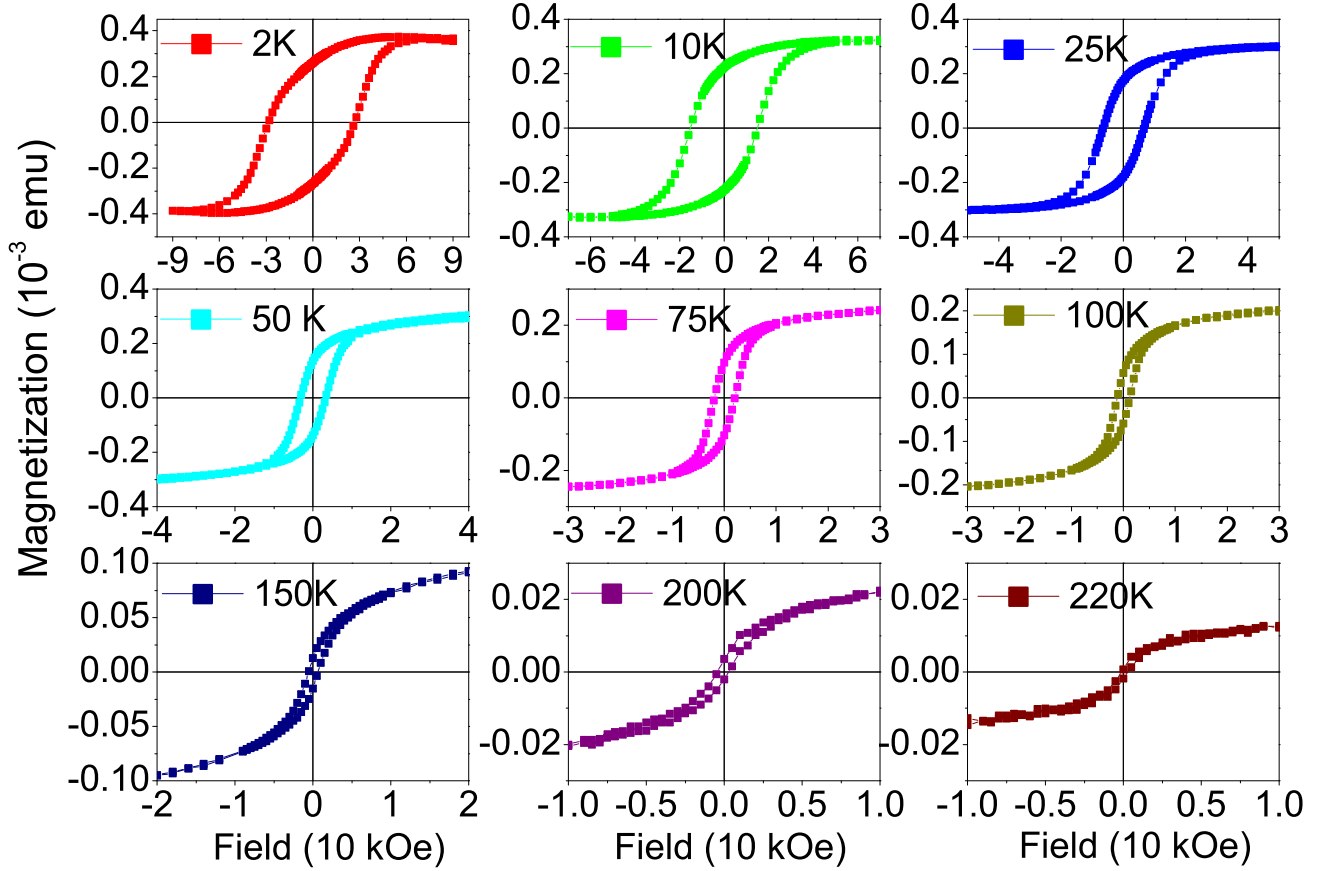 Magnetization (10⁻³ emu)
2K
0.4
0.2
0.0
-0.2
-0.4
-9 -6 -3 0 3 6 9
10K
0.4
0.2
0.0
-0.2
-0.4
-6 -4 -2 0 2 4 6
25K
0.4
0.2
0.0
-0.2
0.4
-4 -2 0 2 4
50 K
0.4
0.2
0.0
-0.2
-0.4
-4 -2 0 2 4
75K
0.2
0.0
-0.2
-3 -2 -1 0 1 2 3
100K
0.2
0.1
0.0
-0.1
-0.2
-3 -2 -1 0 1 2 3
150K
0.10
0.05
0.00
-0.05
-0.10
-2 -1 0 1 2
Field (10 kOe)
200K
0.02
0.00
-0.02
-1.0 -0.5 0.0 0.5 1.0
Field (10 kOe)
220K
0.02
0.00
-0.02
-1.0 -0.5 0.0 0.5 1.0
Field (10 kOe)